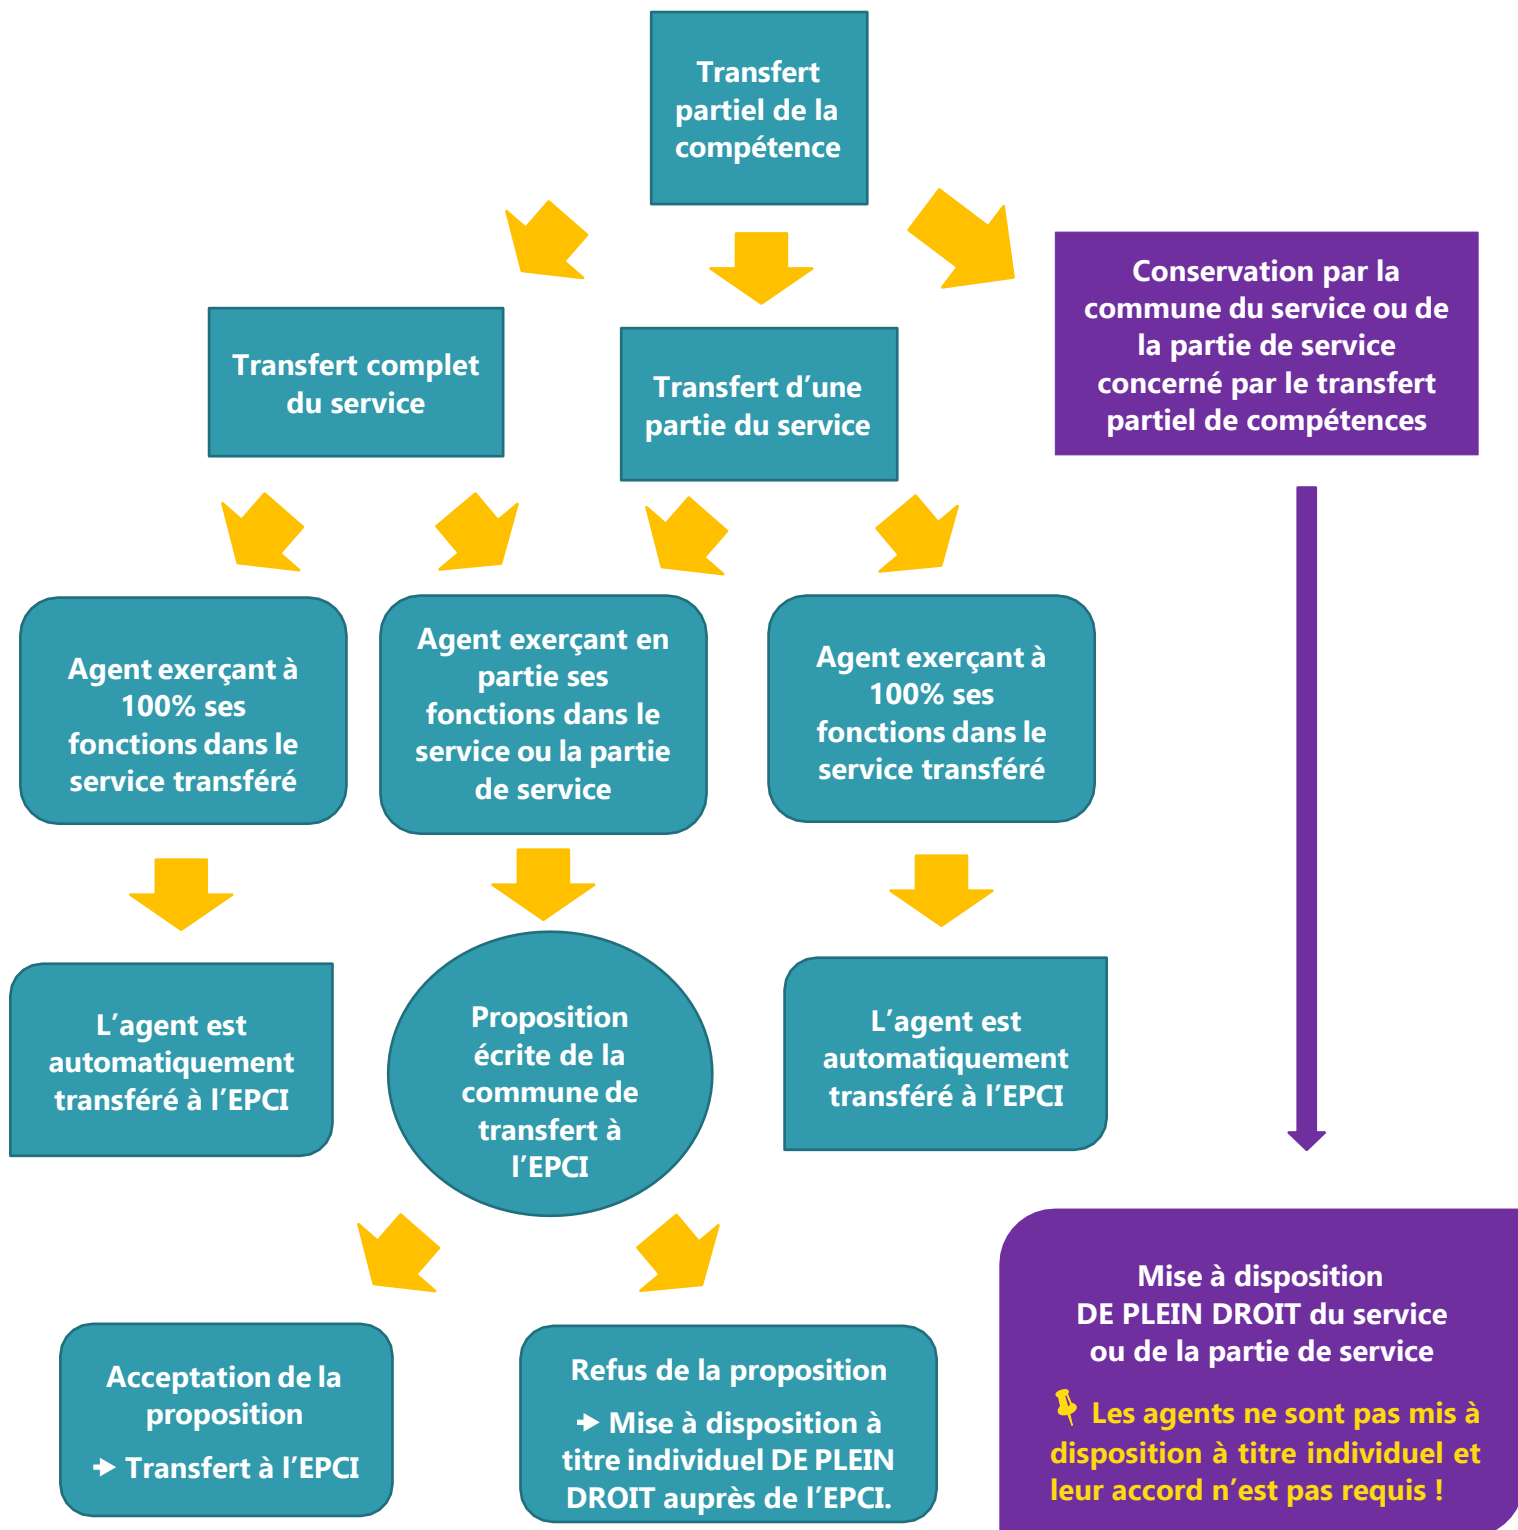 Transfert
partiel de la
compétence
Conservation par la
commune du service ou de
la partie de service
concerné par le transfert
partiel de compétences
Transfert complet
du service
Transfert d’une
partie du service
Agent exerçant à
100% ses
fonctions dans le
service transféré
Agent exerçant en
partie ses
fonctions dans le
service ou la partie
de service
Agent exerçant à
100% ses
fonctions dans le
service transféré
L’agent est
automatiquement
transféré à l’EPCI
Proposition
écrite de la
commune de
transfert à
l’EPCI
L’agent est
automatiquement
transféré à l’EPCI
Acceptation de la
proposition
➔ Transfert à l’EPCI
Refus de la proposition
➔ Mise à disposition à
titre individuel DE PLEIN
DROIT auprès de l’EPCI.
Mise à disposition
DE PLEIN DROIT du service
ou de la partie de service
Les agents ne sont pas mis à
disposition à titre individuel et
leur accord n’est pas requis !